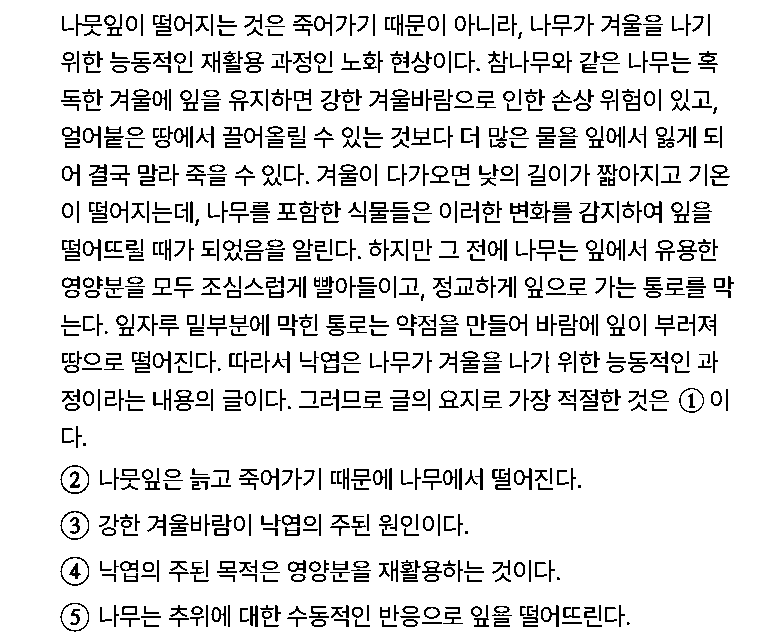 나뭇잎이 떨어지는 것은 죽어가기 때문이 아니라, 나무가 겨울을 나기
위한 능동적인 재활용 과정인 노화 현상이다. 참나무와 같은 나무는 혹
독한 겨울에 잎을 유지하면 강한 겨울바람으로 인한 손상 위험이 있고,
얼어붙은 땅에서 끌어올릴 수 있는 것보다 더 많은 물을 잎에서 잃게 되
어 결국 말라 죽을 수 있다. 겨울이 다가오면 낮의 길이가 짧아지고 기온
이 떨어지는데, 나무를 포함한 식물들은 이러한 변화를 감지하여 잎을
떨어뜨릴 때가 되었음을 알린다. 하지만 그 전에 나무는 잎에서 유용한
영양분을 모두 조심스럽게 빨아들이고, 정교하게 잎으로 가는 통로를 막
는다. 잎자루 밑부분에 막힌 통로는 약점을 만들어 바람에 잎이 부러져
땅으로 떨어진다. 따라서 낙엽은 나무가 겨울을 나기 위한 능동적인 과
정이라는 내용의 글이다. 그러므로 글의 요지로 가장 적절한 것은 ①이
다.
② 나뭇잎은 늙고 죽어가기 때문에 나무에서 떨어진다.
③ 강한 겨울바람이 낙엽의 주된 원인이다.
④ 낙엽의 주된 목적은 영양분을 재활용하는 것이다.
⑤ 나무는 추위에 대한 수동적인 반응으로 잎을 떨어뜨린다.